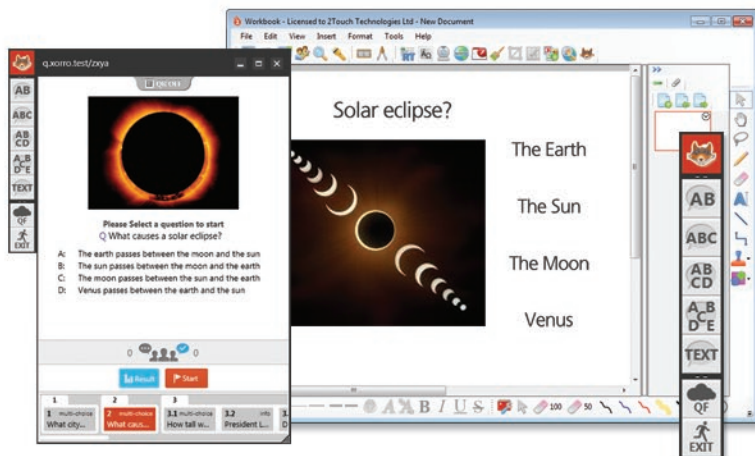 Workbook - Licensed to 2Touch Technologies Ltd - New Document
File Edit View Insert Format Tools Help
q.xorro.test/zxya
AB
ABC
AB
CD
A B
C
D E
TEXT
QF
EXIT
Please Select a question to start
Q What causes a solar eclipse?
A: The earth passes between the moon and the sun
B: The sun passes between the moon and the earth
C: The moon passes between the sun and the earth
D: Venus passes between the earth and the sun
0 0
Result Start
1 2 3
1 multi-choice 2 multi-choice 3.1 multi-choice 3.2 info 3.
What city... What caus... How tall w... President L... D
Solar eclipse?
The Earth
The Sun
The Moon
Venus
B I U S 100 50
AB
ABC
AB
CD
A B
C
D E
TEXT
QF
EXIT